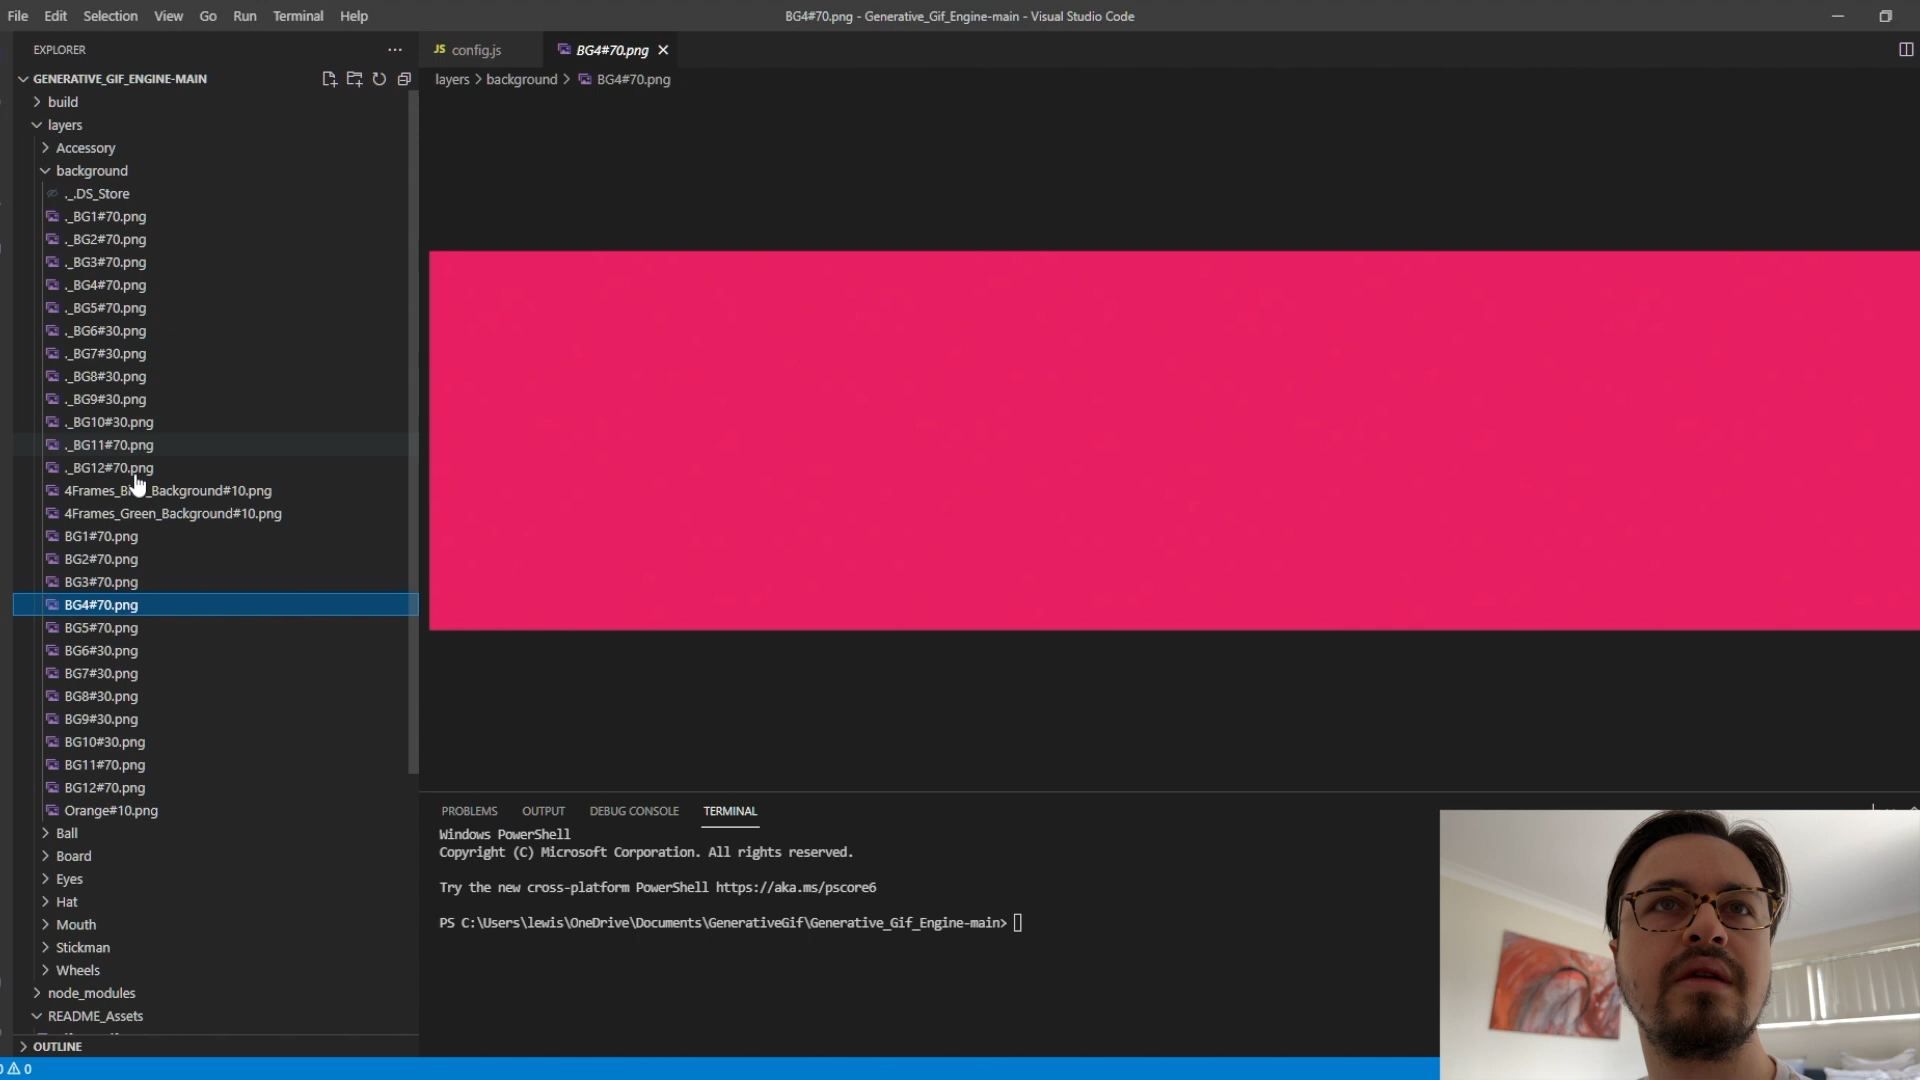 File Edit Selection View Go Run Terminal Help
BG4#70.png - Generative_Gif_Engine-main - Visual Studio Code
EXPLORER
GENERATIVE_GIF_ENGINE-MAIN
build
layers
Accessory
background
._.DS_Store
._BG1#70.png
._BG2#70.png
._BG3#70.png
._BG4#70.png
._BG5#70.png
._BG6#30.png
._BG7#30.png
._BG8#30.png
._BG9#30.png
._BG10#30.png
._BG11#70.png
._BG12#70.png
4Frames_Green_Background#10.png
BG1#70.png
BG2#70.png
BG3#70.png
BG4#70.png
BG5#70.png
BG6#30.png
BG7#30.png
BG8#30.png
BG9#30.png
BG10#30.png
BG11#70.png
BG12#70.png
Orange#10.png
Ball
Board
Eyes
Hat
Mouth
Stickman
Wheels
node_modules
README_Assets
OUTLINE
0
JS config.js
BG4#70.png
layers > background > BG4#70.png
PROBLEMS OUTPUT DEBUG CONSOLE TERMINAL
Windows PowerShell
Copyright (C) Microsoft Corporation. All rights reserved.
Try the new cross-platform PowerShell https://aka.ms/pscore6
PS C:\Users\lewis\OneDrive\Documents\GenerativeGif\Generative_Gif_Engine-main>